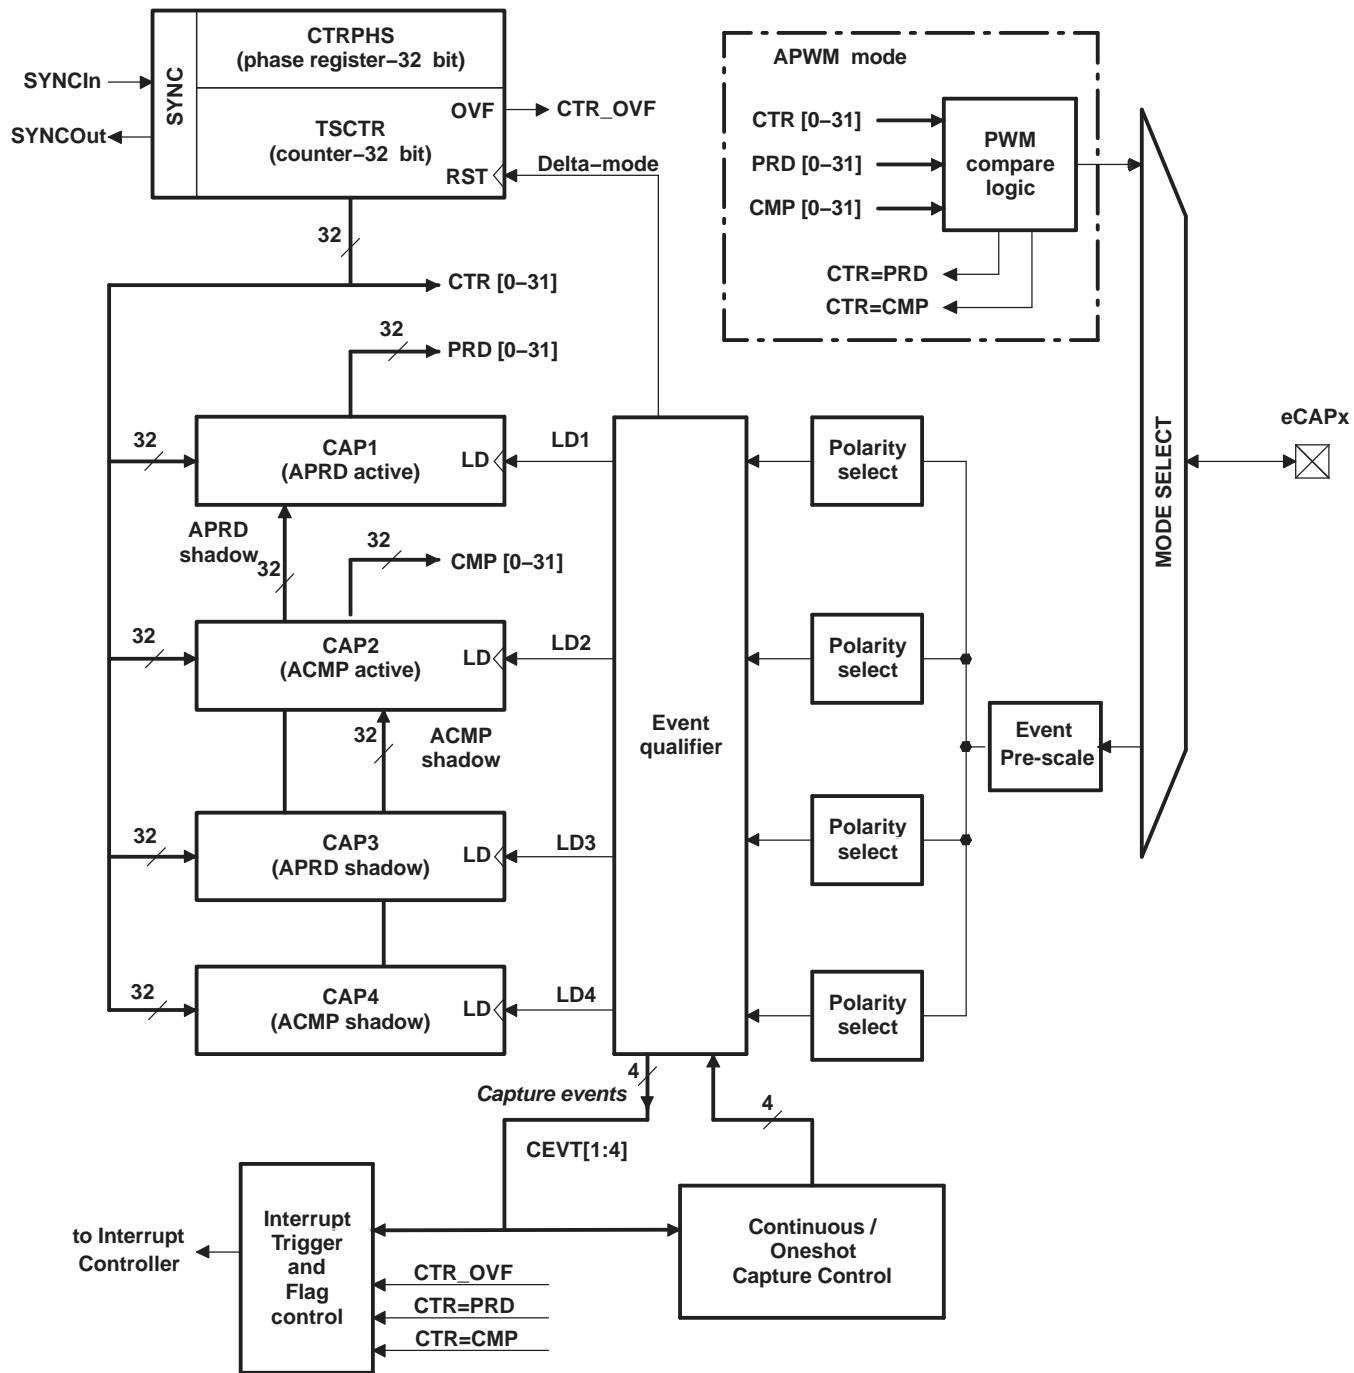 CTRPHS
(phase register−32 bit)
APWM mode
SYNC
SYNCIn
OVF
CTR_OVF
SYNCOut
TSCTR
(counter−32 bit)
RST
Delta−mode
CTR [0−31]
PRD [0−31]
CMP [0−31]
PWM
compare
logic
CTR=PRD
CTR=CMP
32
CTR [0−31]
32
PRD [0−31]
32
CAP1
(APRD active)
LD
LD1
Polarity
select
eCAPx
MODE SELECT
APRD
shadow
32
32
CMP [0−31]
32
CAP2
(ACMP active)
LD
LD2
Polarity
select
32
ACMP
shadow
Event
qualifier
Event
Pre-scale
32
CAP3
(APRD shadow)
LD
LD3
Polarity
select
32
CAP4
(ACMP shadow)
LD
LD4
Polarity
select
4
Capture events
4
CEVT[1:4]
to Interrupt
Controller
Interrupt
Trigger
and
Flag
control
CTR_OVF
CTR=PRD
CTR=CMP
Continuous /
Oneshot
Capture Control